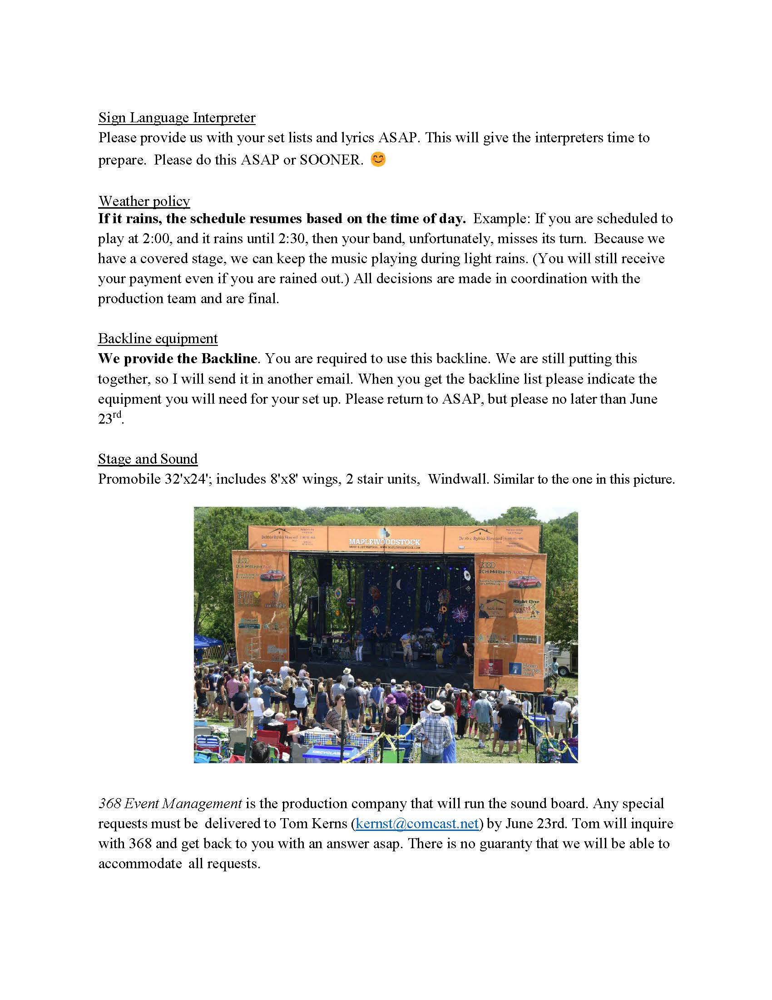 Sign Language Interpreter
Please provide us with your set lists and lyrics ASAP. This will give the interpreters time to
prepare.  Please do this ASAP or SOONER. 😊
Weather policy
If it rains, the schedule resumes based on the time of day.  Example: If you are scheduled to
play at 2:00, and it rains until 2:30, then your band, unfortunately, misses its turn.  Because we
have a covered stage, we can keep the music playing during light rains. (You will still receive
your payment even if you are rained out.) All decisions are made in coordination with the
production team and are final.
Backline equipment
We provide the Backline. You are required to use this backline. We are still putting this
together, so I will send it in another email. When you get the backline list please indicate the
equipment you will need for your set up. Please return to ASAP, but please no later than June
23rd.
Stage and Sound
Promobile 32'x24'; includes 8'x8' wings, 2 stair units,  Windwall. Similar to the one in this picture.
Debbie Rybka Howard
MAPLEWOODSTOCK
MUSIC & ART FESTIVAL . WWW.MAPLEWOODSTOCK.COM
DCH Millburn Audi
DCH Millburn Audi
Right One
Haven
Savings
Bank
RECYCLABLES
368 Event Management is the production company that will run the sound board. Any special
requests must be  delivered to Tom Kerns (kernst@comcast.net) by June 23rd. Tom will inquire
with 368 and get back to you with an answer asap. There is no guaranty that we will be able to
accommodate  all requests.